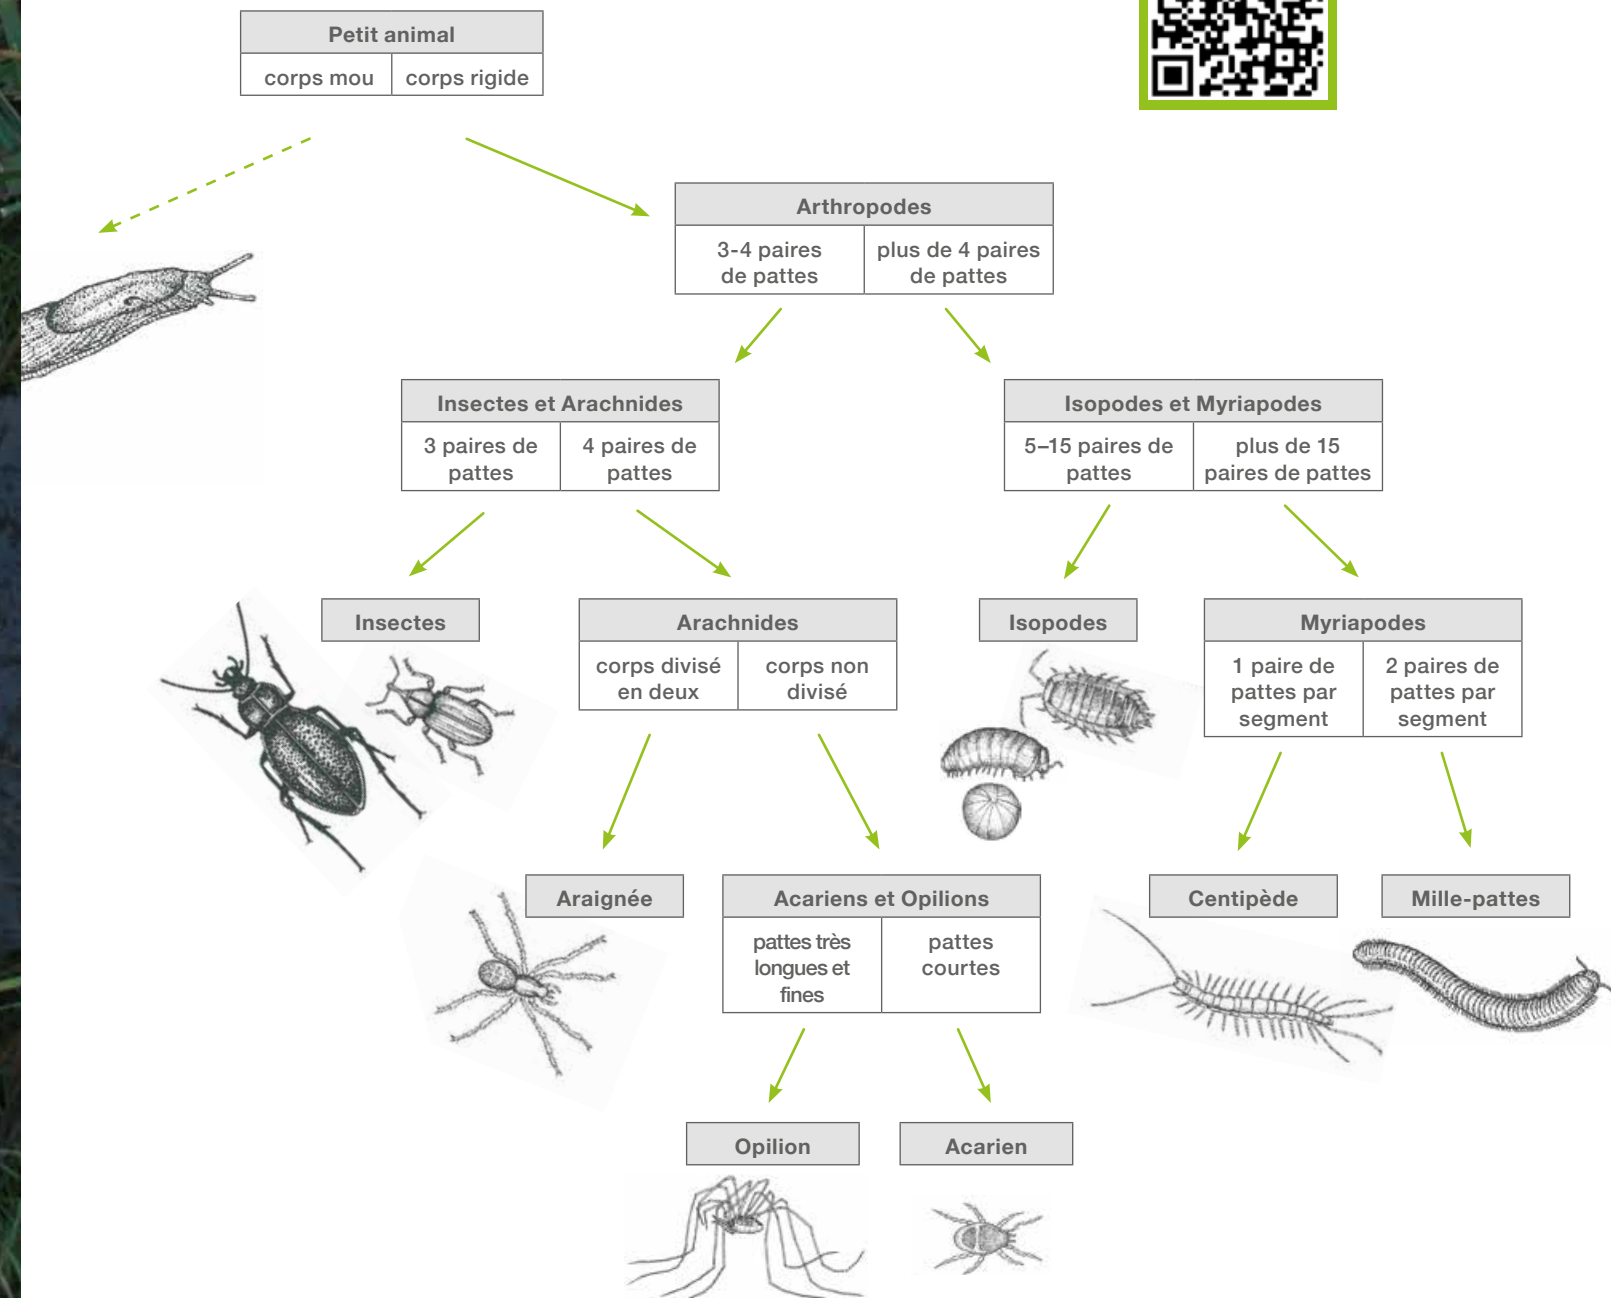 Petit animal
corps mou
corps rigide
Arthropodes
3-4 paires
de pattes
plus de 4 paires
de pattes
Insectes et Arachnides
3 paires de
pattes
4 paires de
pattes
Isopodes et Myriapodes
5–15 paires de
pattes
plus de 15
paires de pattes
Insectes
Arachnides
corps divisé
en deux
corps non
divisé
Isopodes
Myriapodes
1 paire de
pattes par
segment
2 paires de
pattes par
segment
Araignée
Acariens et Opilions
pattes très
longues et
fines
pattes
courtes
Centipède
Mille-pattes
Opilion
Acarien